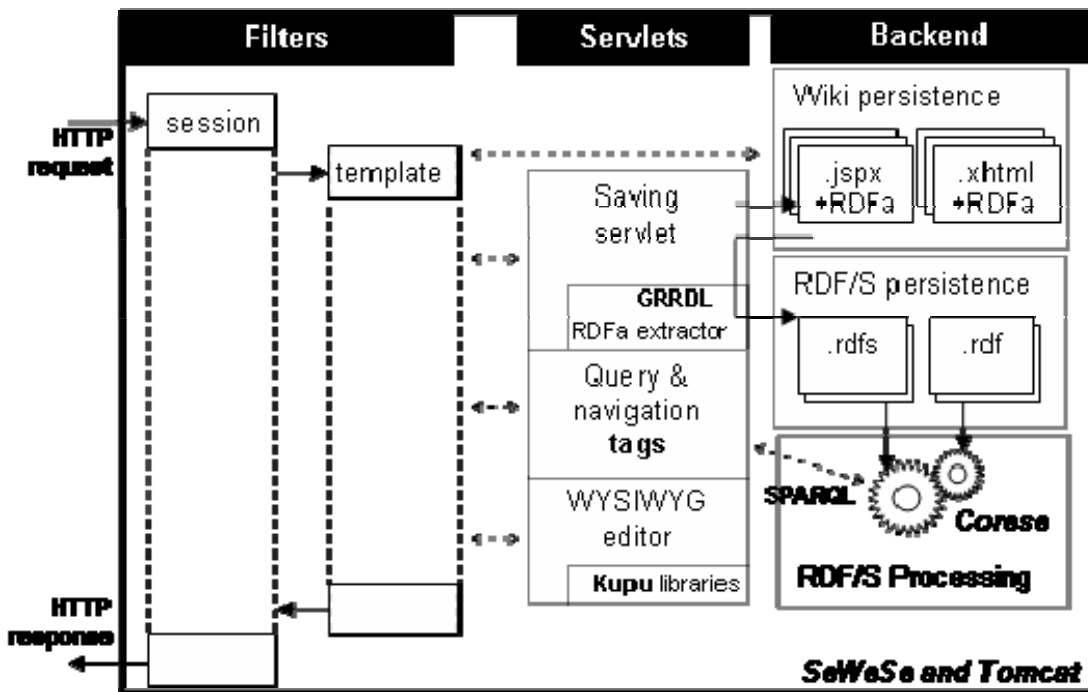 Filters
Servlets
Backend
HTTP
request
session
template
Saving
servlet
GRRDL
RDFa extractor
Query &
navigation
tags
WYSIWYG
editor
Kupu libraries
Wiki persistence
.jspx
+RDFa
.xhtml
+RDFa
RDF/S persistence
.rdfs
.rdf
SPARQL
Corese
RDF/S Processing
HTTP
response
SeWeSe and Tomcat